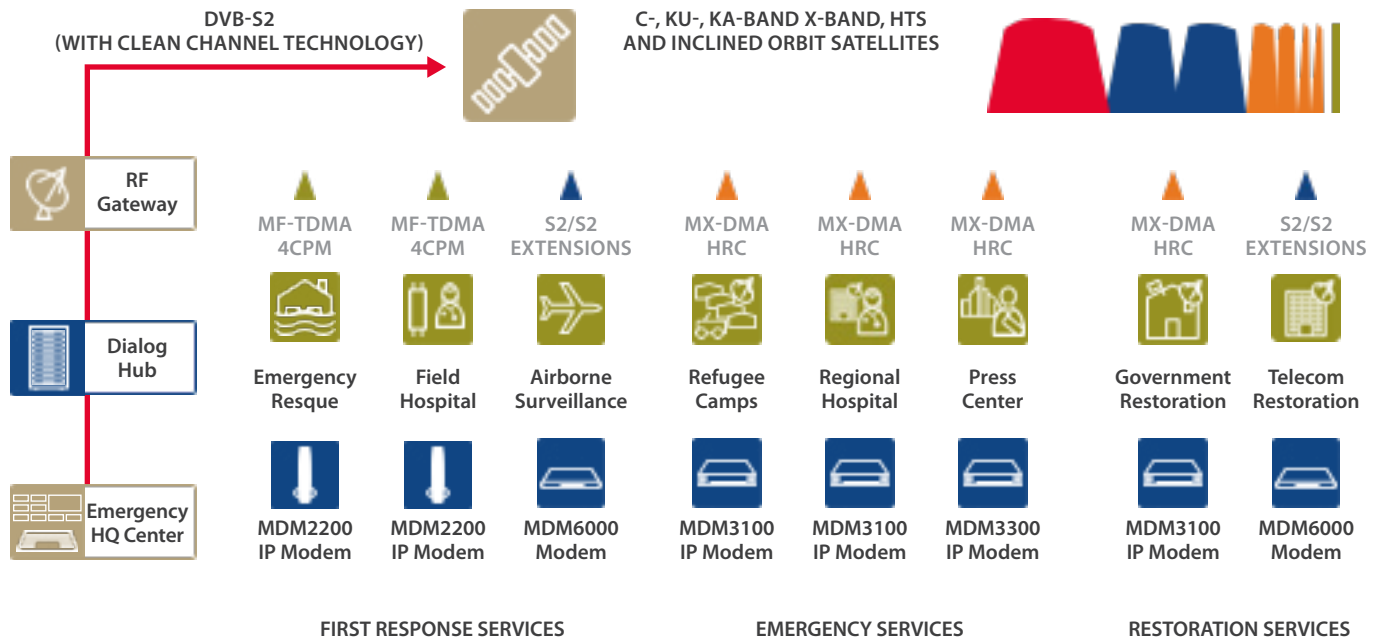 DVB-S2
(WITH CLEAN CHANNEL TECHNOLOGY)
C-, KU-, KA-BAND X-BAND, HTS
AND INCLINED ORBIT SATELLITES
RF
Gateway
Dialog
Hub
Emergency
HQ Center
MF-TDMA
4CPM
MF-TDMA
4CPM
S2/S2
EXTENSIONS
MX-DMA
HRC
MX-DMA
HRC
MX-DMA
HRC
MX-DMA
HRC
S2/S2
EXTENSIONS
Emergency
Resque
Field
Hospital
Airborne
Surveillance
Refugee
Camps
Regional
Hospital
Press
Center
Government
Restoration
Telecom
Restoration
MDM2200
IP Modem
MDM2200
IP Modem
MDM6000
Modem
MDM3100
IP Modem
MDM3100
IP Modem
MDM3300
IP Modem
MDM3100
IP Modem
MDM6000
Modem
FIRST RESPONSE SERVICES
EMERGENCY SERVICES
RESTORATION SERVICES